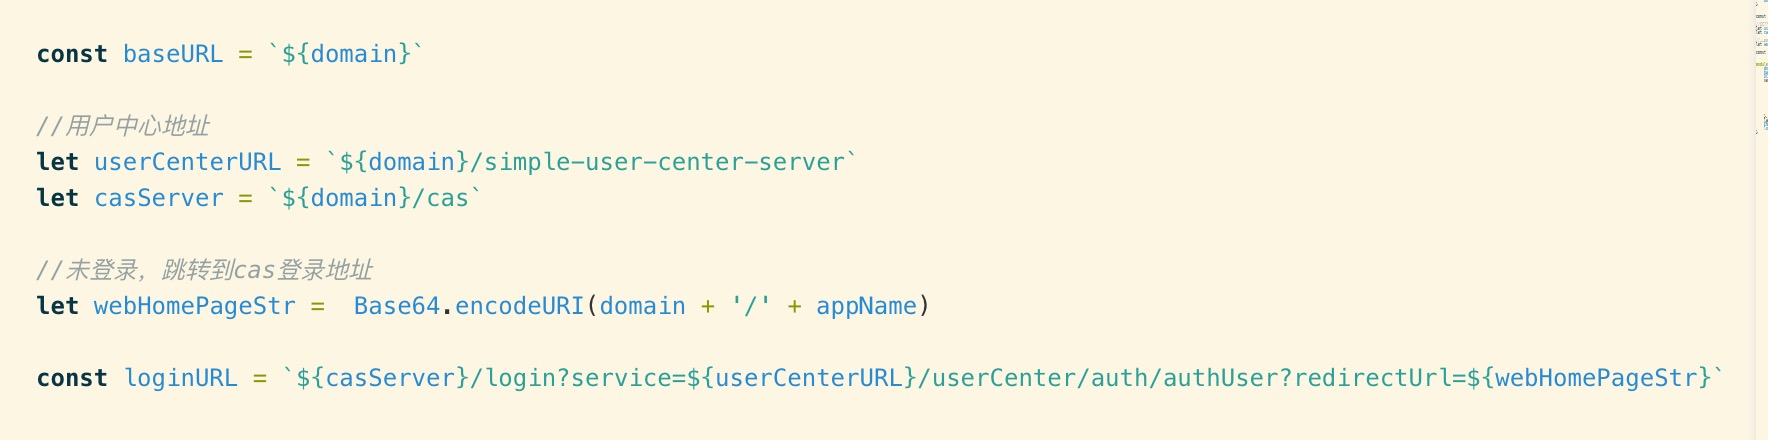 const baseURL = `${domain}`
//用户中心地址
let userCenterURL = `${domain}/simple-user-center-server`
let casServer = `${domain}/cas`
//未登录，跳转到cas登录地址
let webHomePageStr =  Base64.encodeURI(domain + '/' + appName)
const loginURL = `${casServer}/login?service=${userCenterURL}/userCenter/auth/authUser?redirectUrl=${webHomePageStr}`